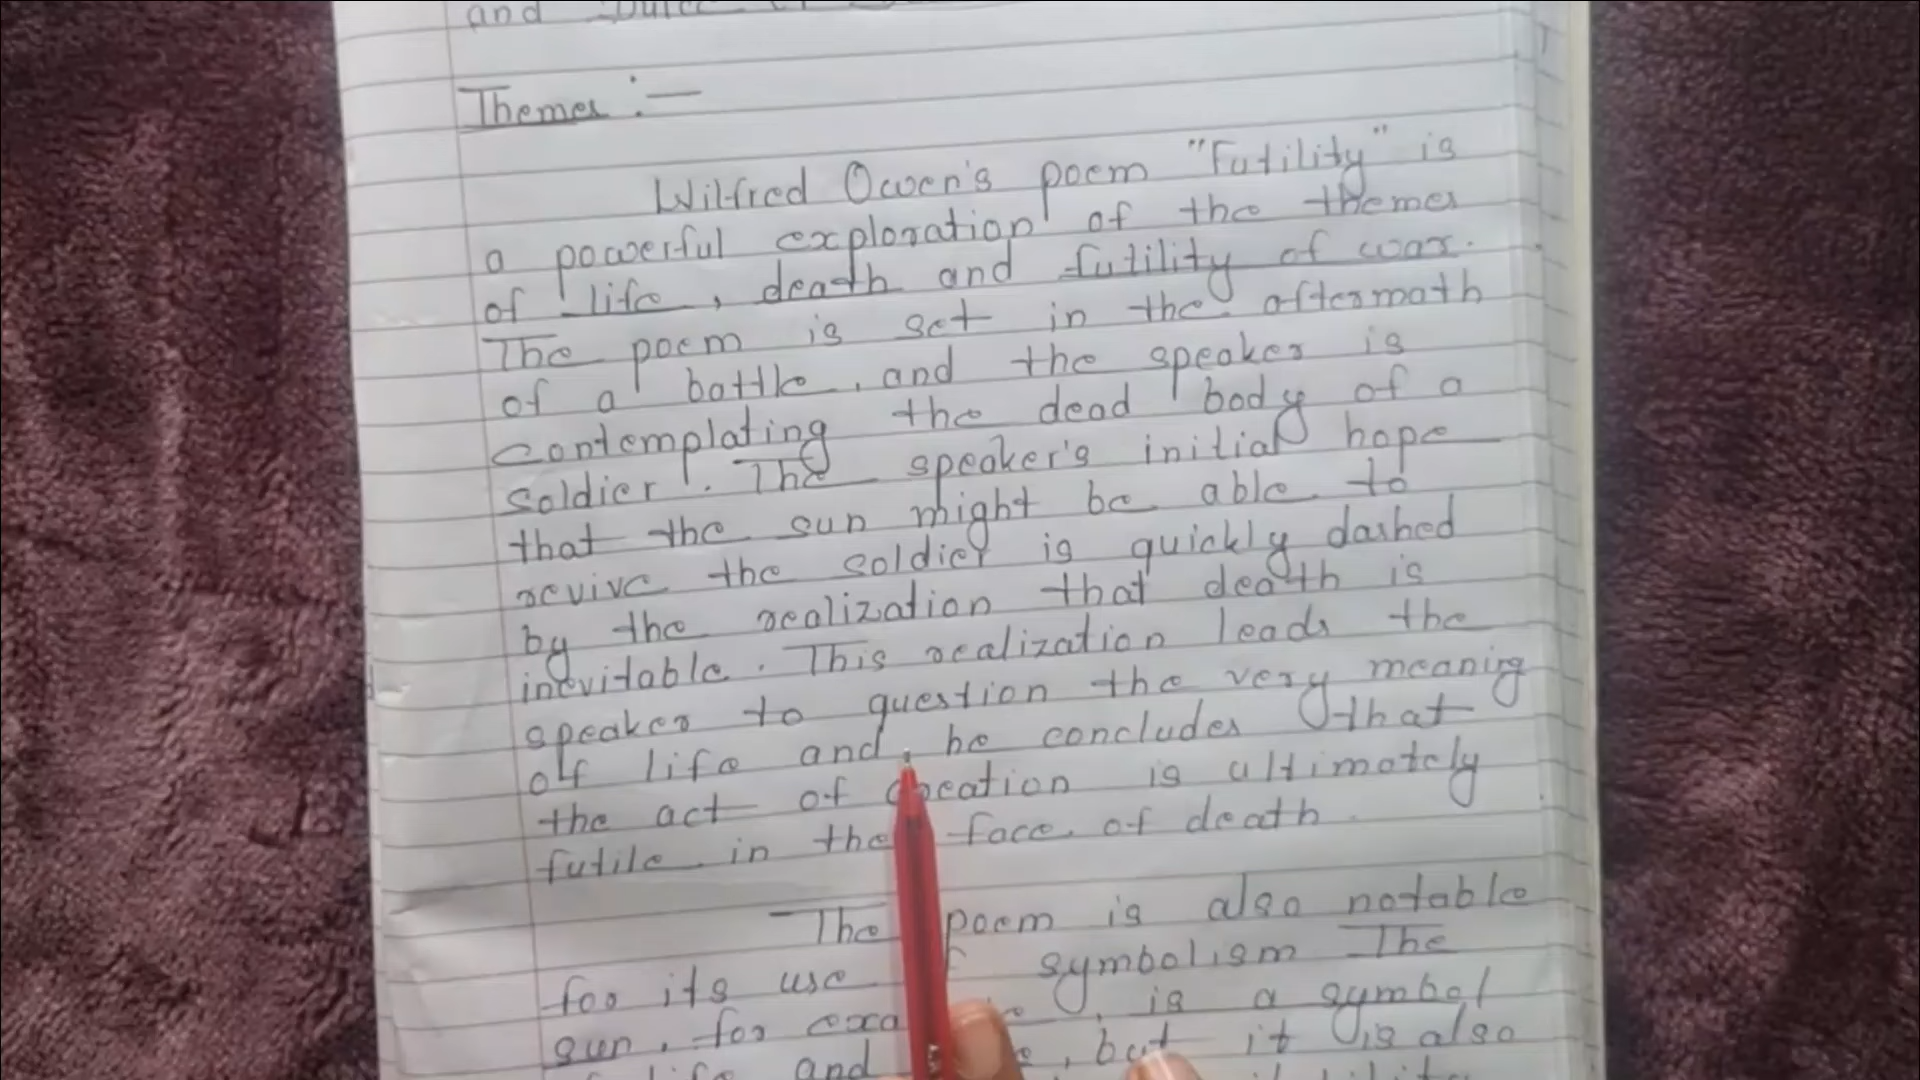 and
Themes :-
Wilfred Owen's poem "Futility" is
a powerful exploration of the themes
of life, death and futility of war.
The poem is set in the aftermath
of a battle, and the speaker is
contemplating the dead body of a
soldier. The speaker's initial hope
that the sun might be able to
revive the soldier is quickly dashed
by the realization that death is
inevitable. This realization leads the
speaker to question the very meaning
of life and, he concludes that
the act of creation is ultimately
futile in the face of death.
The poem is also notable
for its use symbolism The
sun, for is a symbol
and but it is also